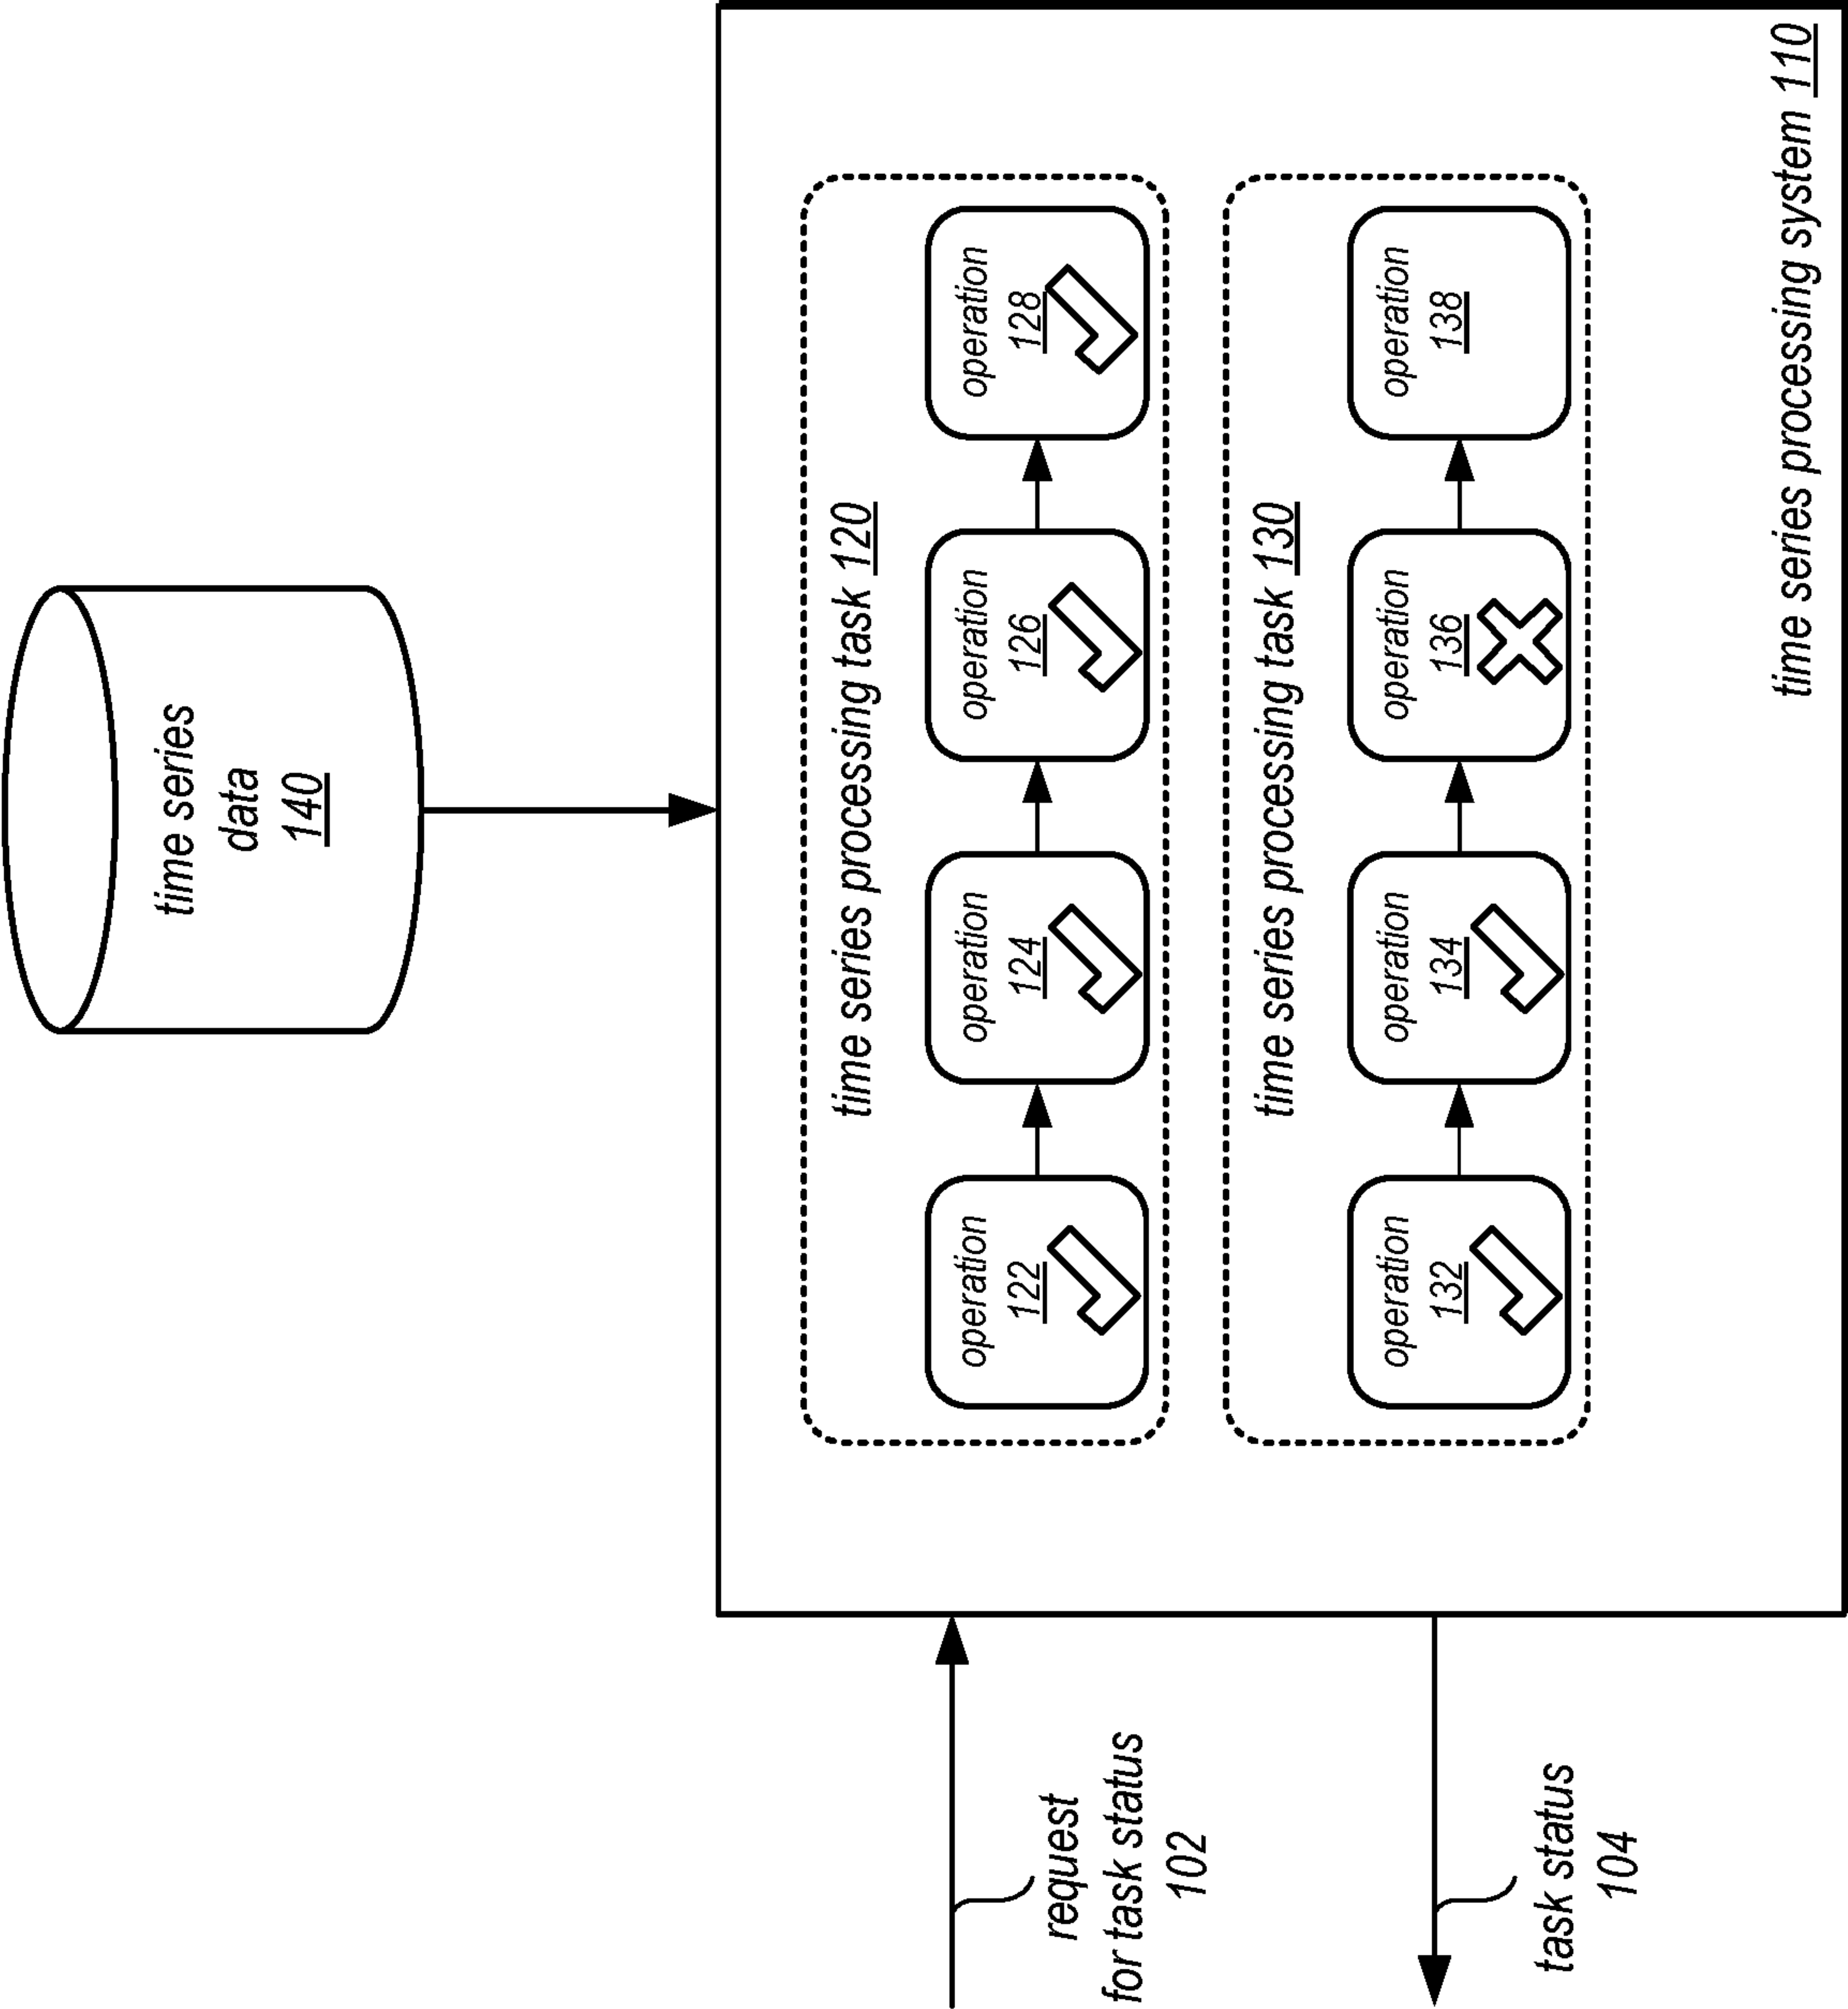 time series
data
140
time series processing task 120
operation
122
operation
124
operation
126
operation
128
time series processing task 130
operation
132
operation
134
operation
136
operation
138
time series processing system 110
request
for task status
102
task status
104